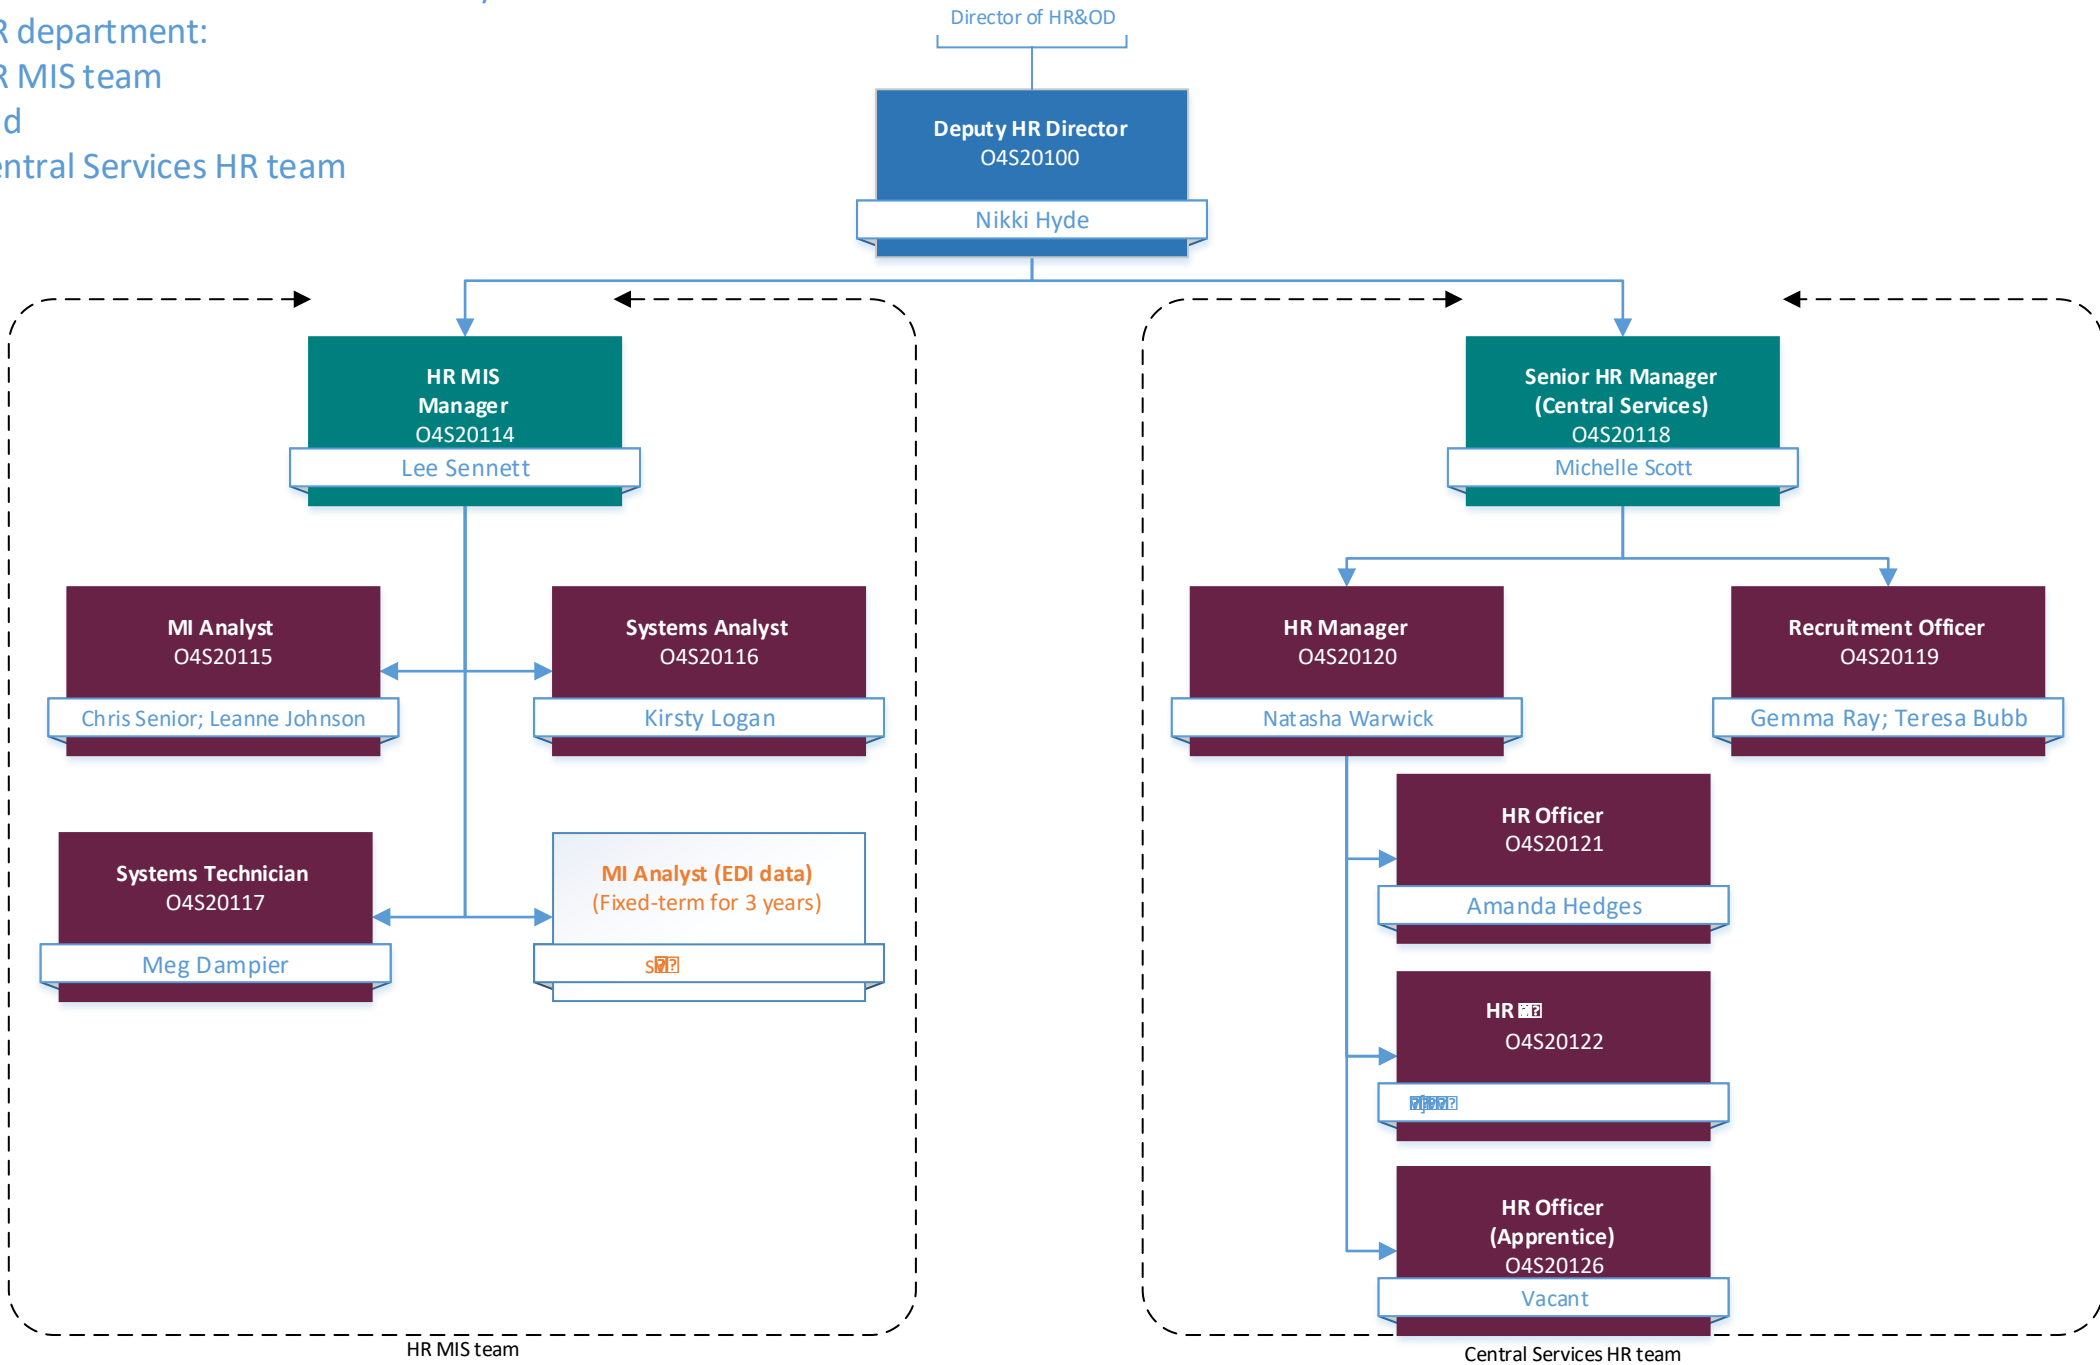 R department:
R MIS team
d
entral Services HR team
Director of HR&OD
Deputy HR Director
O4S20100
Nikki Hyde
HR MIS
Manager
O4S20114
Lee Sennett
Senior HR Manager
(Central Services)
O4S20118
Michelle Scott
MI Analyst
O4S20115
Chris Senior; Leanne Johnson
Systems Analyst
O4S20116
Kirsty Logan
HR Manager
O4S20120
Natasha Warwick
Recruitment Officer
O4S20119
Gemma Ray; Teresa Bubb
HR Officer
O4S20121
Amanda Hedges
Systems Technician
O4S20117
Meg Dampier
MI Analyst (EDI data)
(Fixed-term for 3 years)
HR
O4S20122
HR Officer
(Apprentice)
O4S20126
Vacant
HR MIS team
Central Services HR team